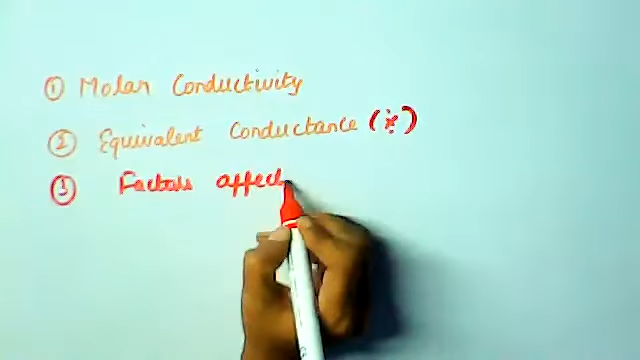 ① Molar Conductivity
② Equivalent Conductance (※)
③ Factors affect